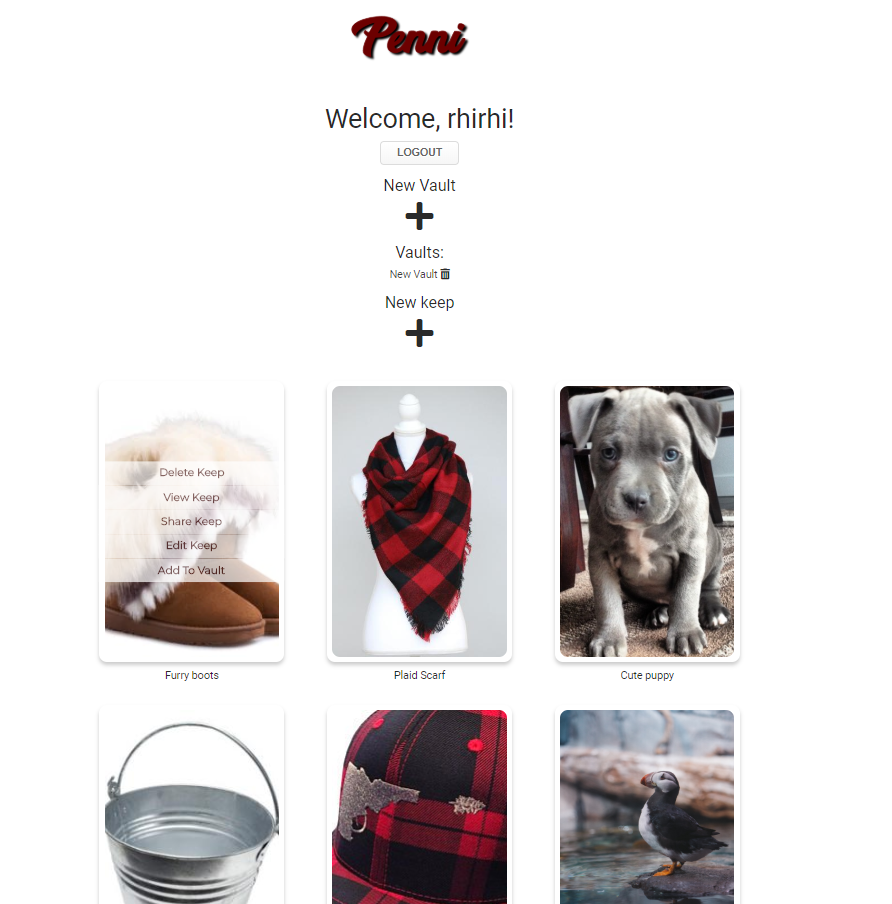 Penni
Welcome, rhirhi!
LOGOUT
New Vault
Vaults:
New Vault
New keep
Delete Keep
View Keep
Share Keep
Edit Keep
Add To Vault
Furry boots
Plaid Scarf
Cute puppy